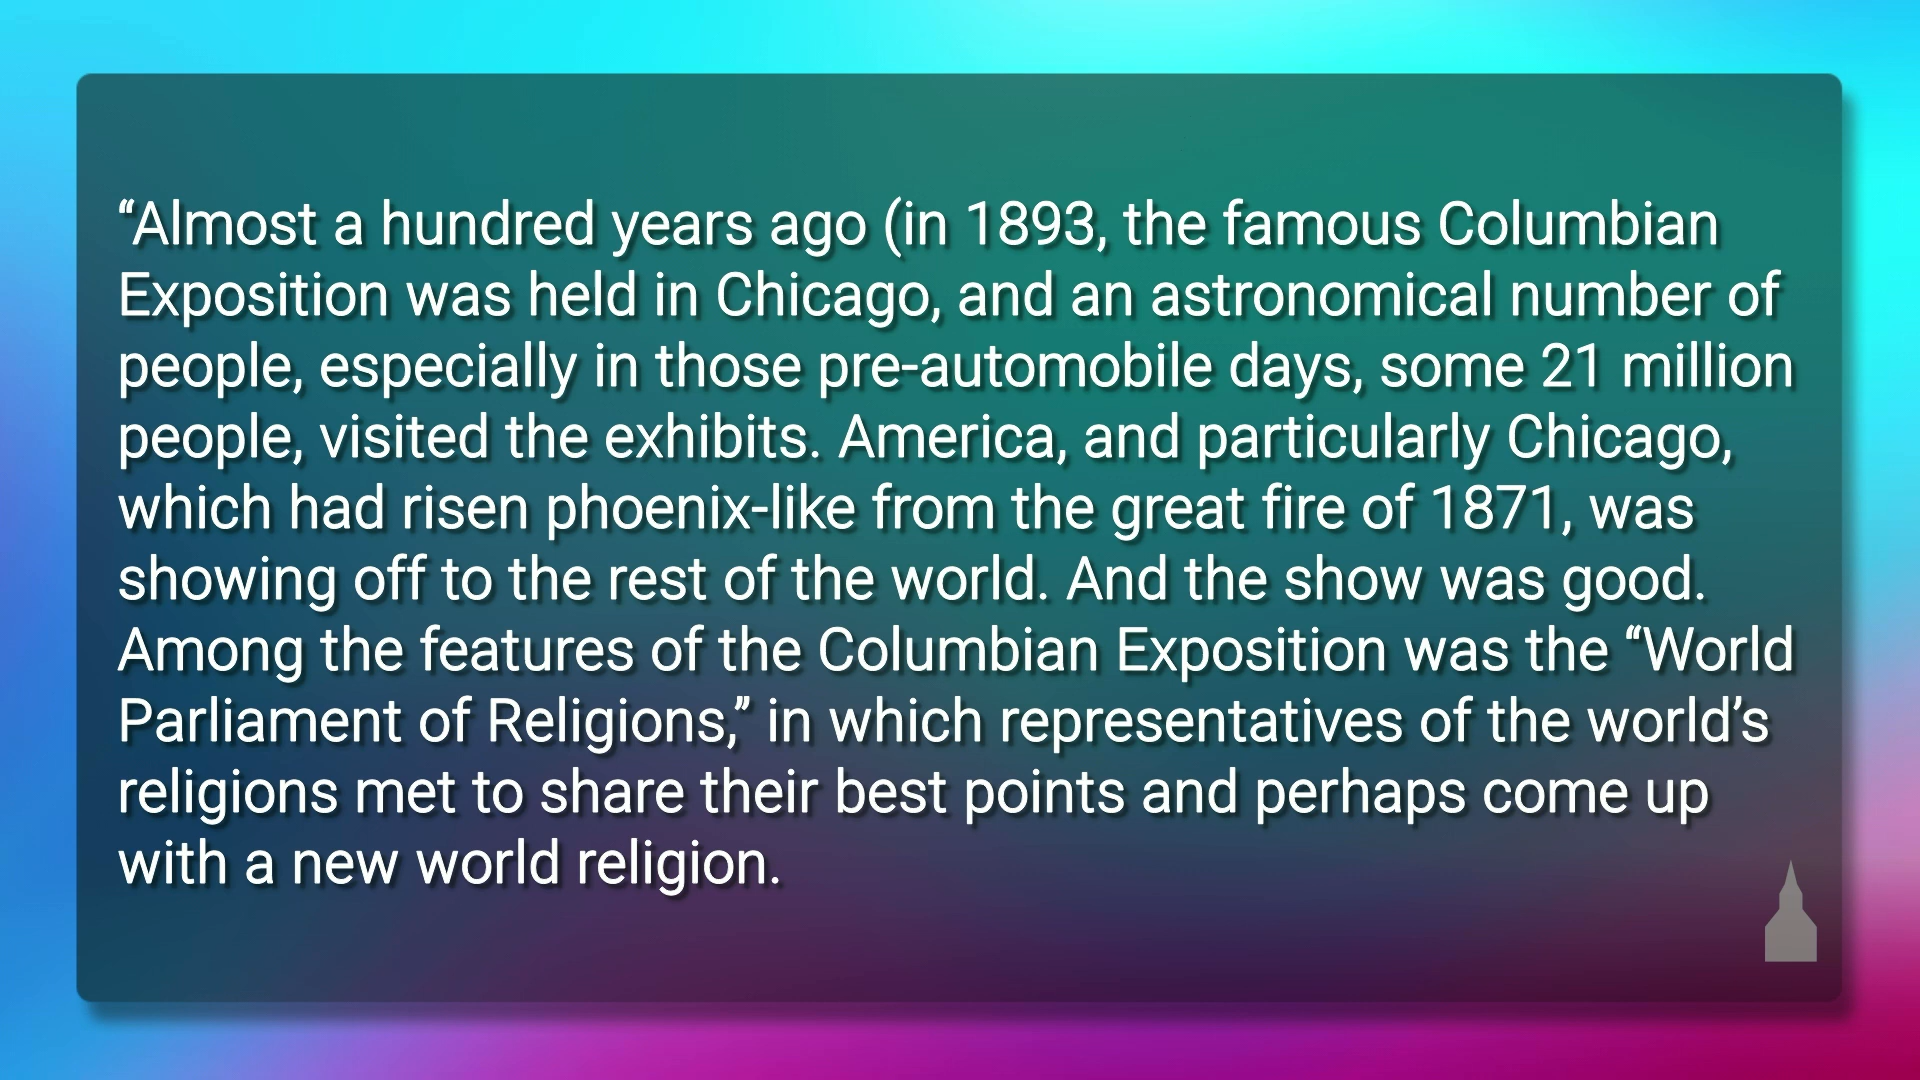 “Almost a hundred years ago (in 1893, the famous Columbian
Exposition was held in Chicago, and an astronomical number of
people, especially in those pre-automobile days, some 21 million
people, visited the exhibits. America, and particularly Chicago,
which had risen phoenix-like from the great fire of 1871, was
showing off to the rest of the world. And the show was good.
Among the features of the Columbian Exposition was the “World
Parliament of Religions,” in which representatives of the world’s
religions met to share their best points and perhaps come up
with a new world religion.